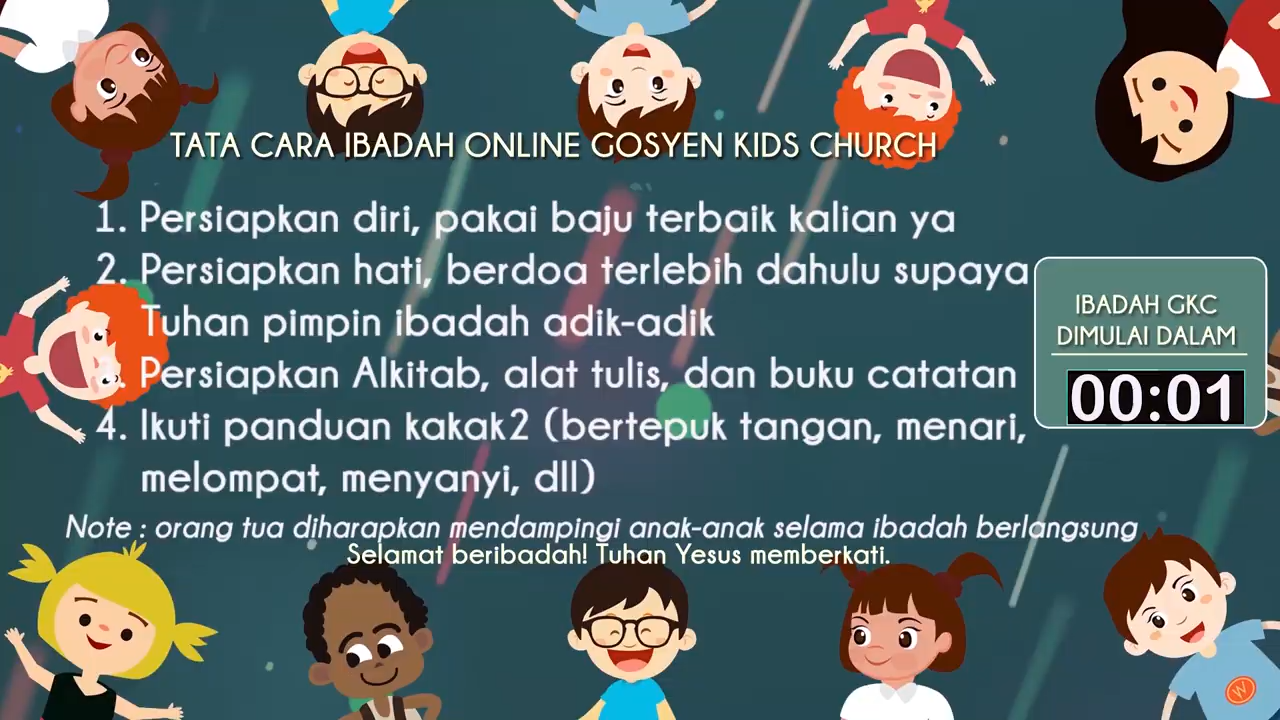 TATA CARA IBADAH ONLINE GOSYEN KIDS CHURCH
1. Persiapkan diri, pakai baju terbaik kalian ya
2. Persiapkan hati, berdoa terlebih dahulu supaya
Tuhan pimpin ibadah adik-adik
. Persiapkan Alkitab, alat tulis, dan buku catatan
4. Ikuti panduan kakak2 (bertepuk tangan, menari,
melompat, menyanyi, dll)
Note : orang tua diharapkan mendampingi anak-anak selama ibadah berlangsung
Selamat beribadah! Tuhan Yesus memberkati.
IBADAH GKC
DIMULAI DALAM
00:01
W